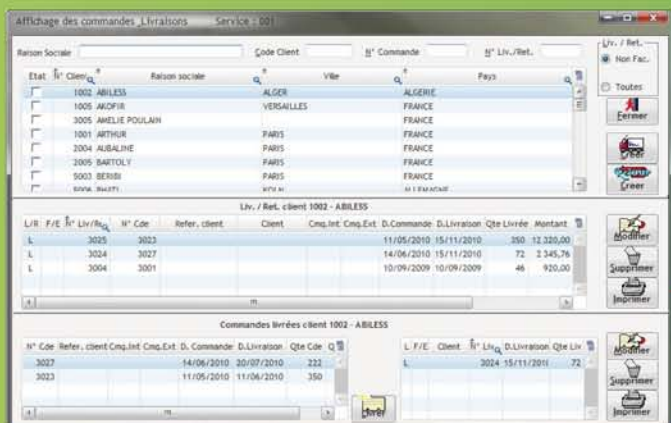 Affichage des commandes _Livraisons Service : 001
Raison Sociale Code Client N° Commande N° Liv./Ret.
Liv. / Ret.
Non Fac.
Toutes
Etat N° Client Raison sociale Ville Pays
1002 ABILESS ALGER ALGERIE
1005 AKOFIR VERSAILLES FRANCE
3005 AMELIE POULAIN FRANCE
1001 ARTHUR PARIS FRANCE
2004 AUBALINE PARIS FRANCE
2005 BARTOLY PARIS FRANCE
5003 BERIBI PARIS FRANCE
KOLN ALLEMAGNE
Fermer
Créer
Créer
Liv. / Ret. client 1002 - ABILESS
L/R F/E N° Liv/Re N° Cde Refer. client Client Cmq.Int Cmq.Ext D.Commande D.Livraison Qte Livrée Montant
L 3025 3023 11/05/2010 15/11/2010 350 12 320,00
L 3024 3027 14/06/2010 15/11/2010 72 2 345,76
L 3004 3001 10/09/2009 10/09/2009 46 920,00
Modifier
Supprimer
Imprimer
Commandes livrées client 1002 - ABILESS
N° Cde Refer. client Cmq.Int Cmq.Ext D. Commande D.Livraison Qte Cde Q
3027 14/06/2010 20/07/2010 222
3023 11/05/2010 11/06/2010 350
Livrer
L F/E Client N° Liv D.Livraison Qte Liv
L 3024 15/11/2010 72
Modifier
Supprimer
Imprimer